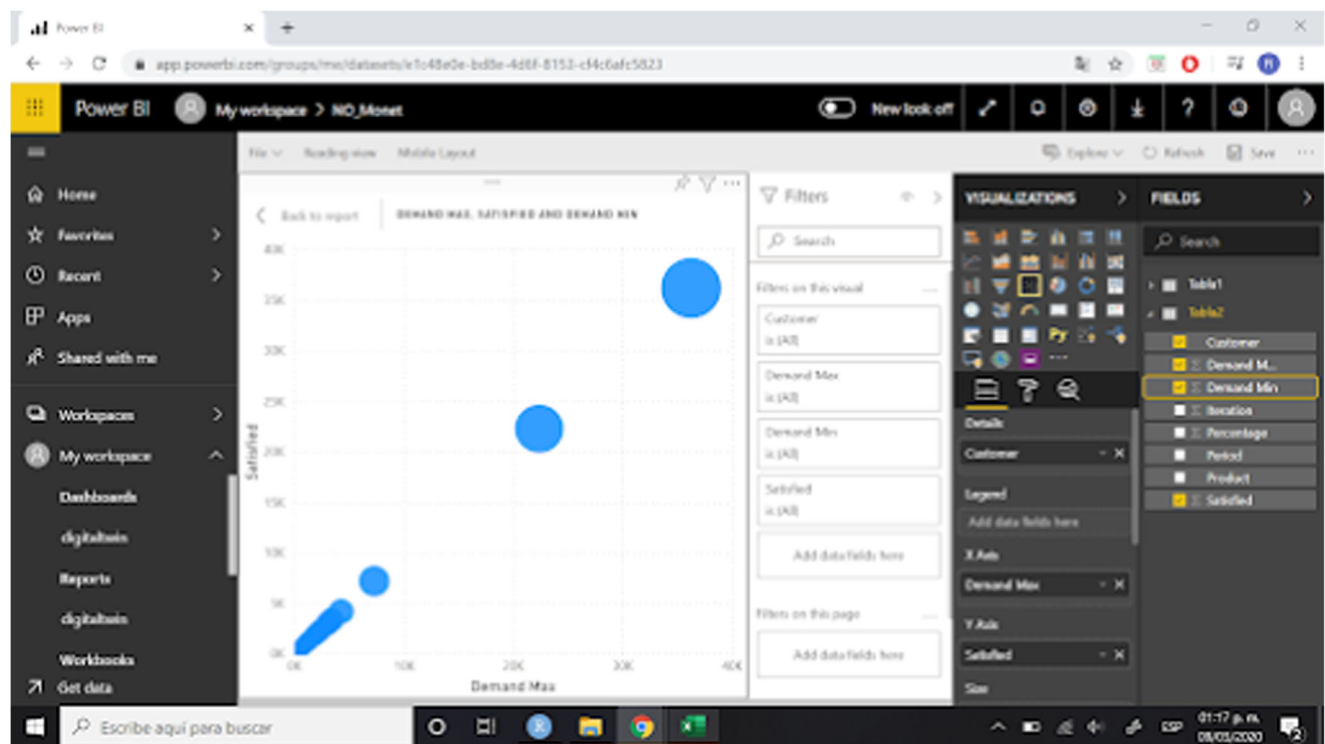 Power BI
app.powerbi.com/groups/me/datasets/e1c48e0e-bd8e-4d6f-8153-cf4c6afc5823
Power BI
My workspace > NO_Monet
New look off
File
Reading view
Mobile Layout
Explore
Refresh
Save
Home
Favorites
Recent
Apps
Shared with me
Workspaces
My workspace
Dashboards
digitaltwin
Reports
digitaltwin
Workbooks
Get data
Back to report
DEMAND MAX, SATISFIED AND DEMAND MIN
40K
35K
30K
25K
20K
15K
10K
5K
0K
Satisfied
0K 10K 20K 30K 40K
Demand Max
Filters
Search
Filters on this visual
Customer
is (All)
Demand Max
is (All)
Demand Min
is (All)
Satisfied
is (All)
Add data fields here
Filters on this page
Add data fields here
VISUALIZATIONS
Py
Details
Customer
Legend
Add data fields here
X Axis
Demand Max
Y Axis
Satisfied
Size
FIELDS
Search
Tabla1
Tabla2
Customer
Demand M...
Demand Min
Iteration
Percentage
Period
Product
Satisfied
Escribe aquí para buscar
ESP
01:17 p. m.